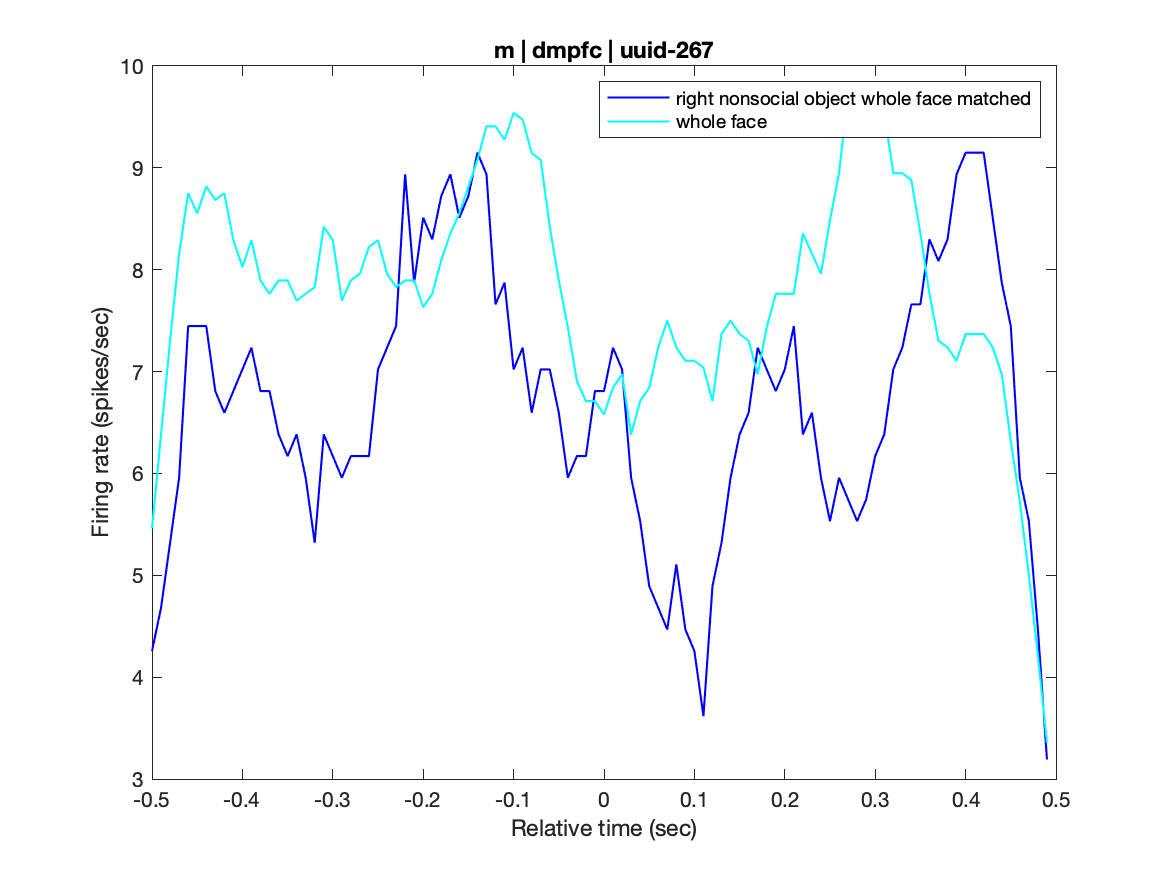 m | dmpfc | uuid-267
right nonsocial object whole face matched
whole face
10
9
8
7
6
5
4
3
Firing rate (spikes/sec)
-0.5 -0.4 -0.3 -0.2 -0.1 0 0.1 0.2 0.3 0.4 0.5
Relative time (sec)